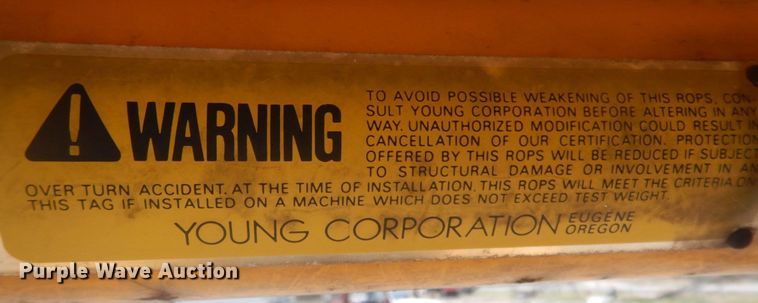 WARNING
TO AVOID POSSIBLE WEAKENING OF THIS ROPS, CON-
SULT YOUNG CORPORATION BEFORE ALTERING IN ANY
WAY. UNAUTHORIZED MODIFICATION COULD RESULT IN
CANCELLATION OF OUR CERTIFICATION. PROTECTION
OFFERED BY THIS ROPS WILL BE REDUCED IF SUBJECT
TO STRUCTURAL DAMAGE OR INVOLVEMENT IN AN
OVER TURN ACCIDENT. AT THE TIME OF INSTALLATION, THIS ROPS WILL MEET THE CRITERIA ON
THIS TAG IF INSTALLED ON A MACHINE WHICH DOES NOT EXCEED TEST WEIGHT.
YOUNG CORPORATION EUGENE
OREGON
Purple Wave Auction